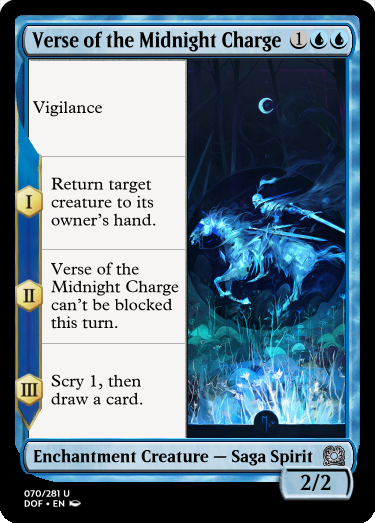 Verse of the Midnight Charge 1
Vigilance
I
Return target
creature to its
owner's hand.
II
Verse of the
Midnight Charge
can't be blocked
this turn.
III
Scry 1, then
draw a card.
Enchantment Creature — Saga Spirit
2/2
070/281 U
DOF • EN